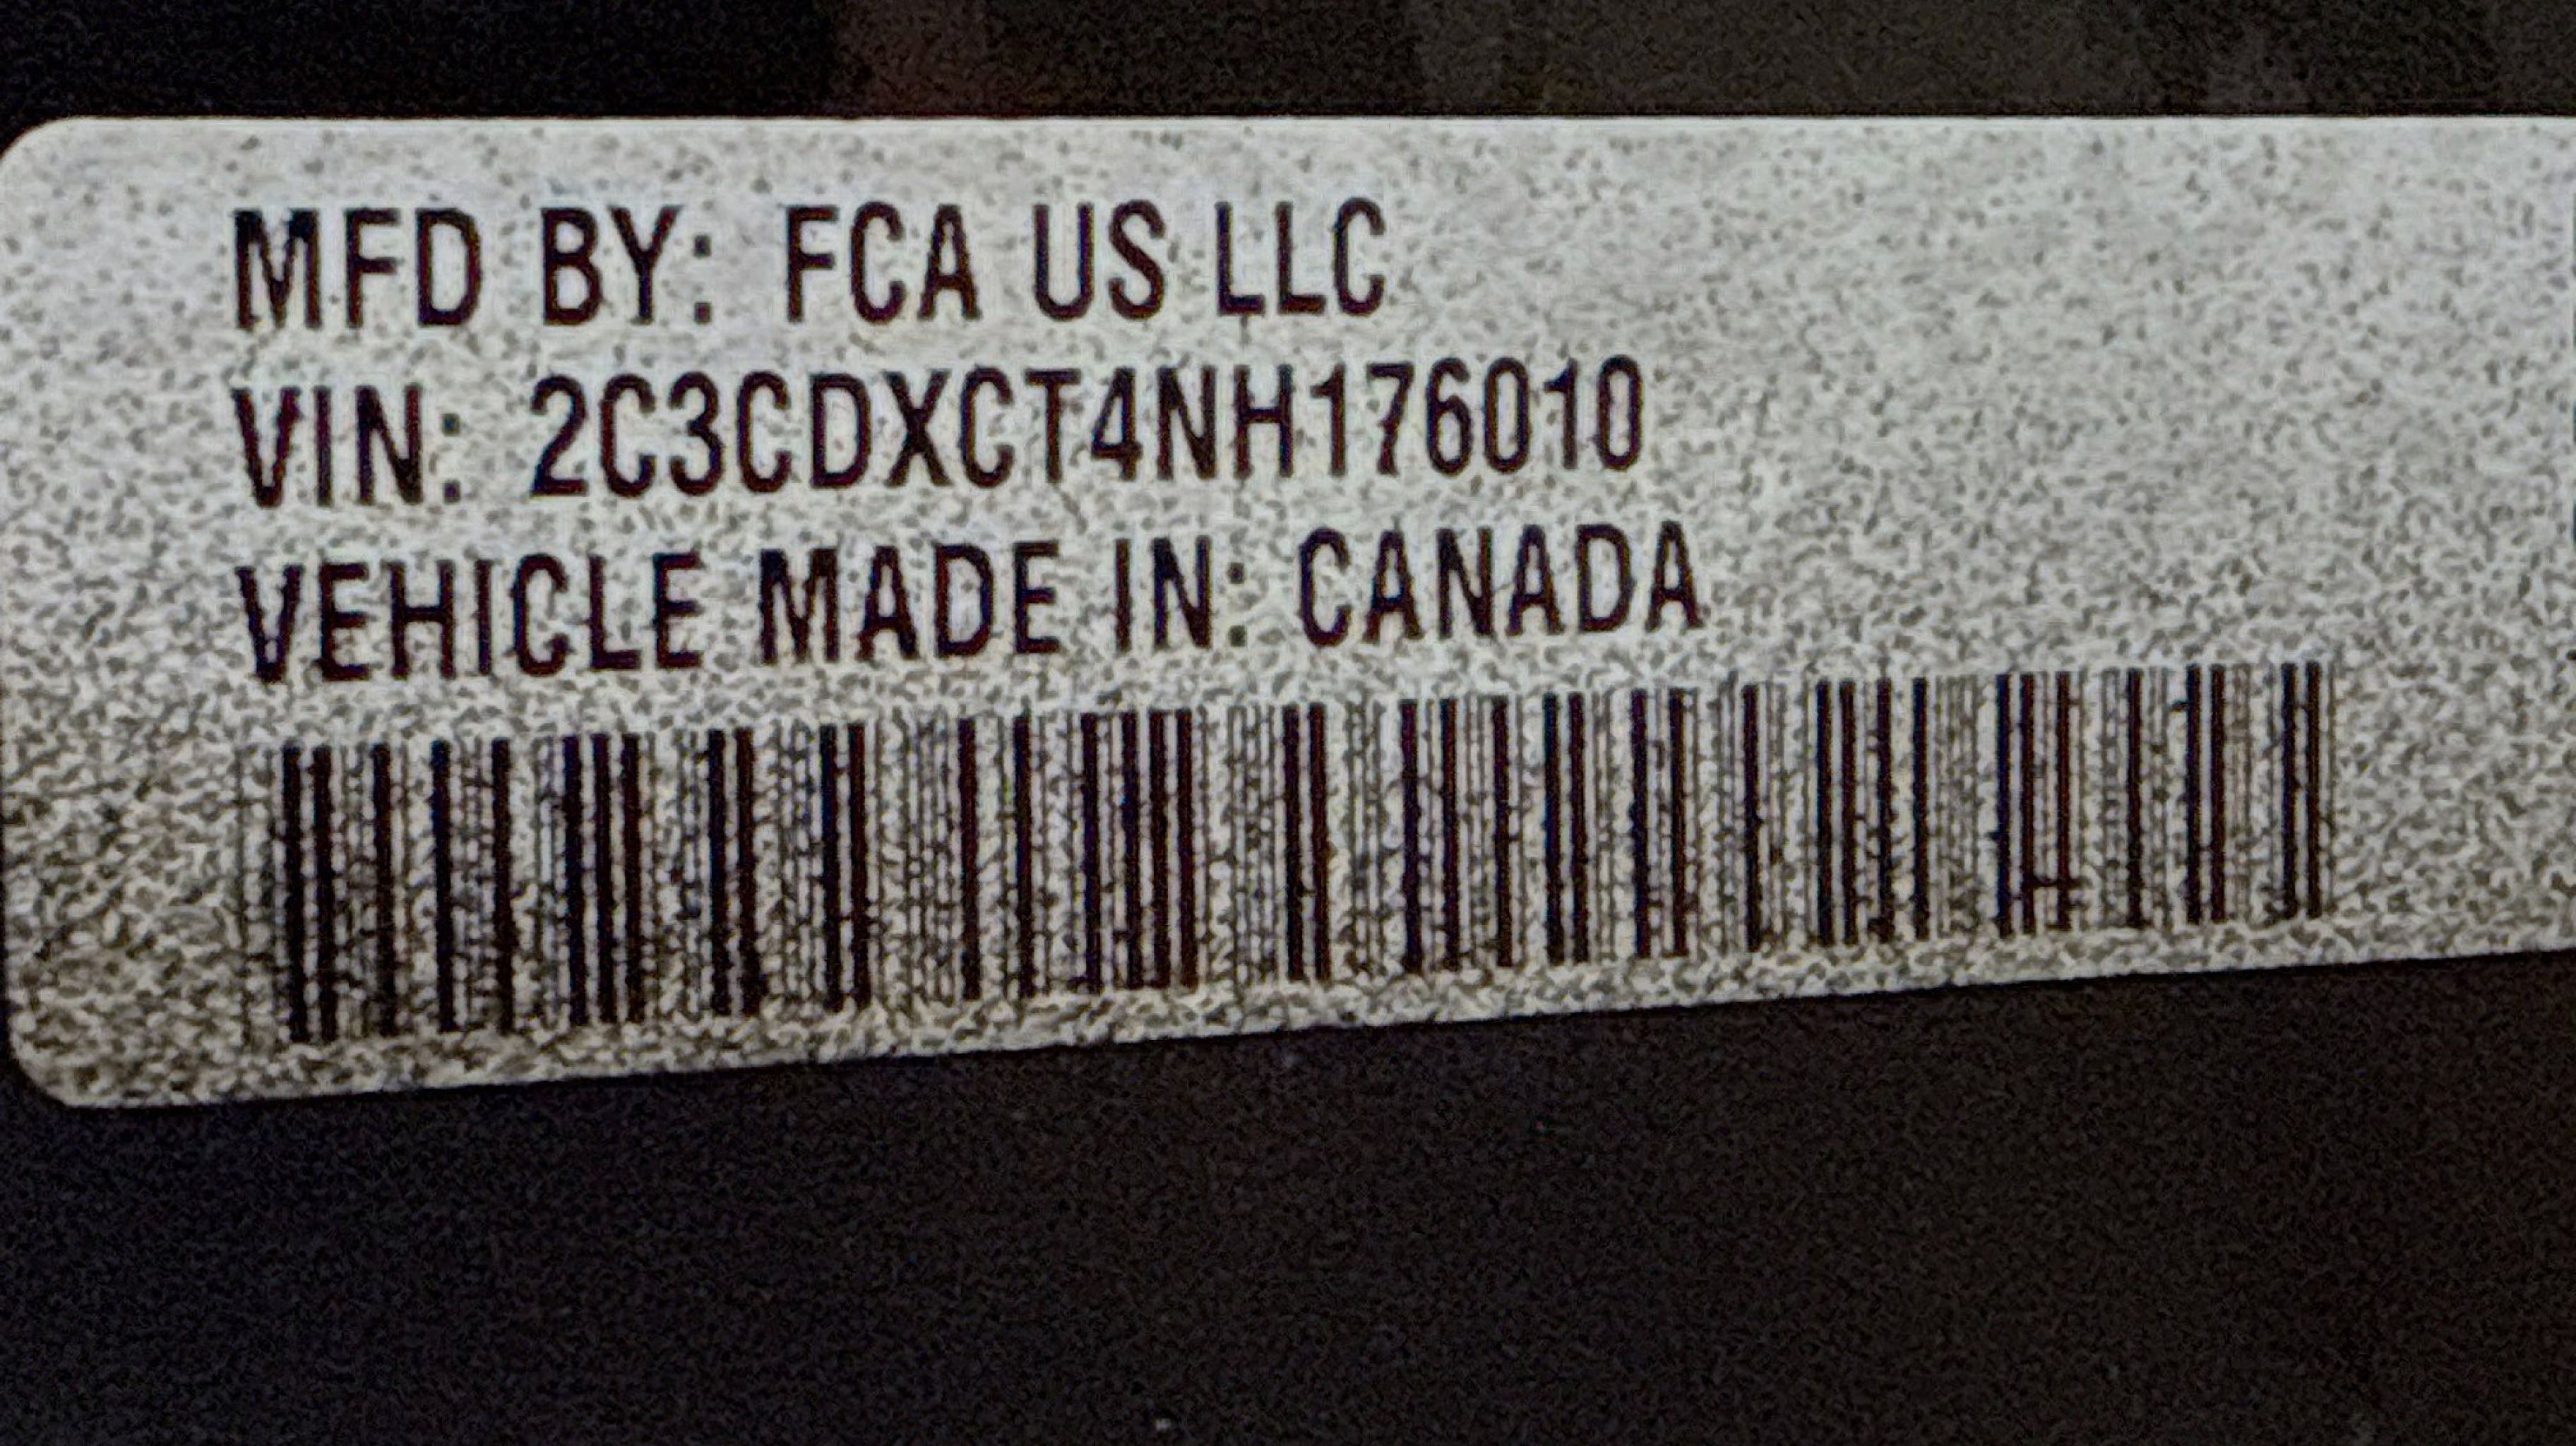 MFD BY: FCA US LLC
VIN: 2C3CDXCT4NH176010
VEHICLE MADE IN: CANADA